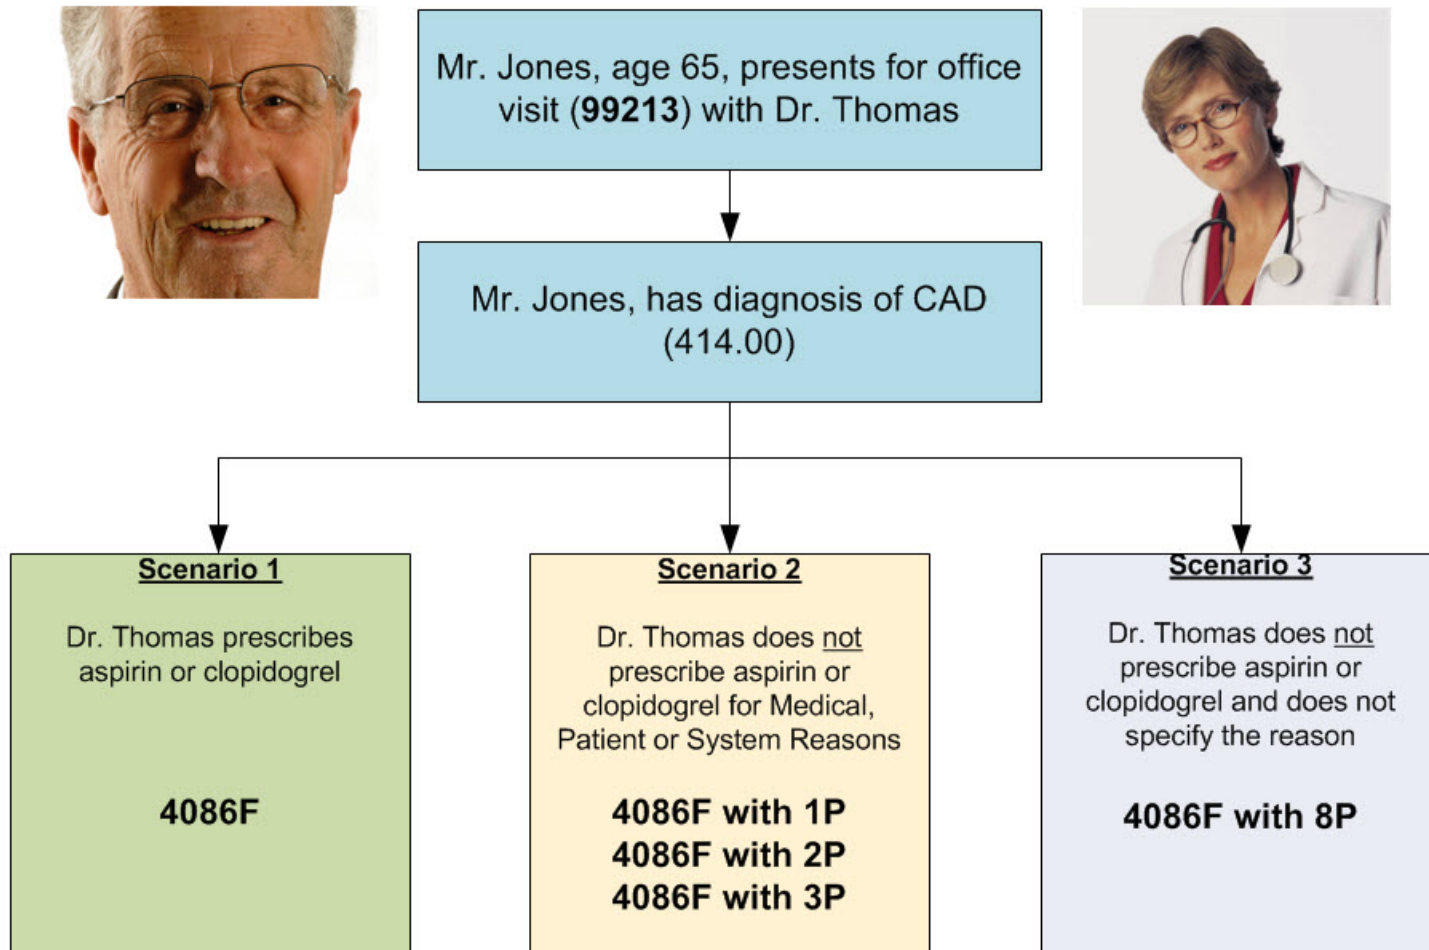 Mr. Jones, age 65, presents for office
visit (99213) with Dr. Thomas
Mr. Jones, has diagnosis of CAD
(414.00)
Scenario 1
Dr. Thomas prescribes
aspirin or clopidogrel
4086F
Scenario 2
Dr. Thomas does not
prescribe aspirin or
clopidogrel for Medical,
Patient or System Reasons
4086F with 1P
4086F with 2P
4086F with 3P
Scenario 3
Dr. Thomas does not
prescribe aspirin or
clopidogrel and does not
specify the reason
4086F with 8P